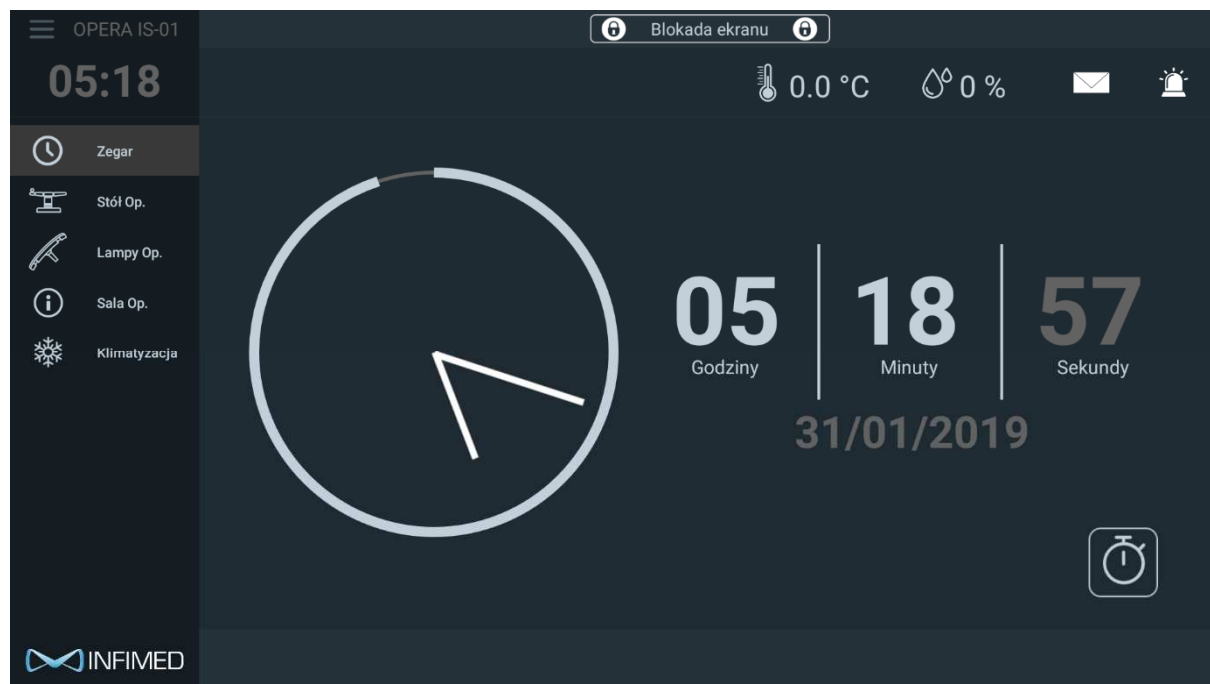 OPERA IS-01
Blokada ekranu
05:18
0.0 °C
0 %
Zegar
Stół Op.
Lampy Op.
Sala Op.
Klimatyzacja
05 18 57
Godziny Minuty Sekundy
31/01/2019
INFIMED